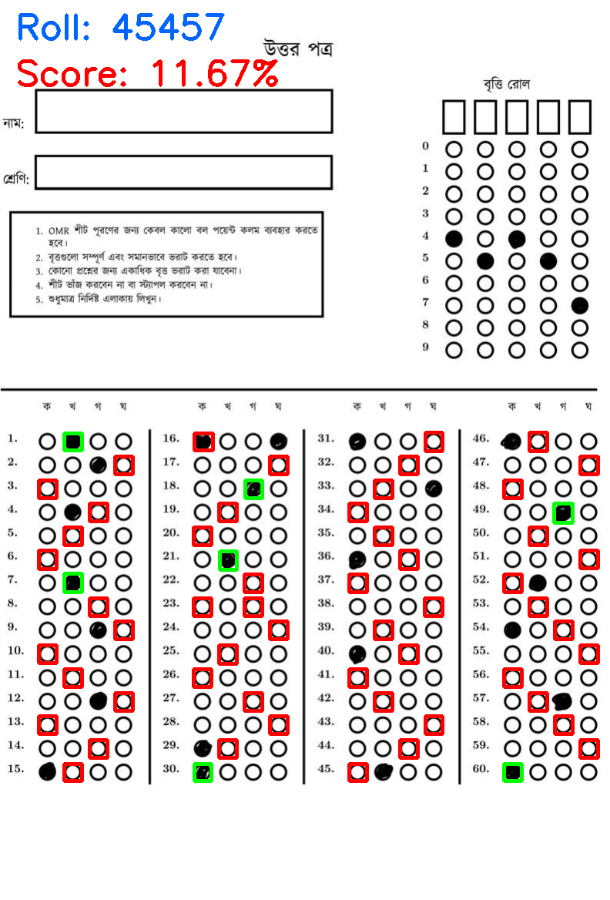 Roll: 45457
উত্তর পত্র
Score: 11.67%
বৃত্তি রোল
নাম:
শ্রেণি:
0
1
2
3
4
5
6
7
8
9
1. OMR শীট পূরণের জন্য কেবল কালো বল পয়েন্ট কলম ব্যবহার করতে
হবে।
2. বৃত্তগুলো সম্পূর্ণ এবং সমানভাবে ভরাট করতে হবে।
3. কোনো প্রশ্নের জন্য একাধিক বৃত্ত ভরাট করা যাবেনা।
4. শীট ভাঁজ করবেন না বা স্ট্যাপল করবেন না।
5. শুধুমাত্র নির্দিষ্ট এলাকায় লিখুন।
ক খ গ ঘ ক খ গ ঘ ক খ গ ঘ ক খ গ ঘ
1. 16. 31. 46.
2. 17. 32. 47.
3. 18. 33. 48.
4. 19. 34. 49.
5. 20. 35. 50.
6. 21. 36. 51.
7. 22. 37. 52.
8. 23. 38. 53.
9. 24. 39. 54.
10. 25. 40. 55.
11. 26. 41. 56.
12. 27. 42. 57.
13. 28. 43. 58.
14. 29. 44. 59.
15. 30. 45. 60.